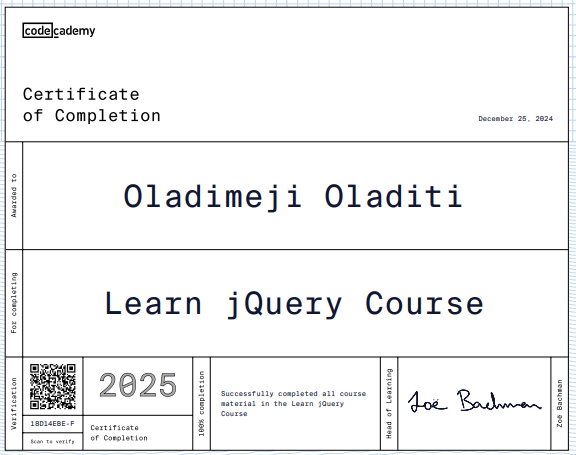 codecademy
Certificate
of Completion
December 25, 2024
Awarded to
Oladimeji Oladiti
For completing
Learn jQuery Course
Verification
18D14EBE-F
Scan to verify
2025
Certificate
of Completion
100% completion
Successfully completed all course
material in the Learn jQuery
Course
Head of Learning
Zoë Bachman
Zoë Bachman